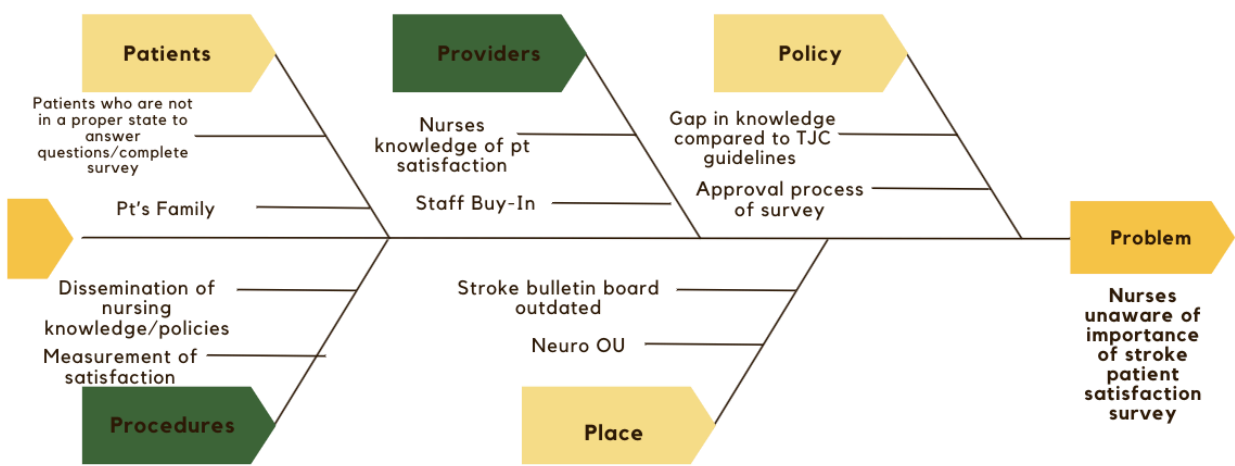 Patients
Providers
Policy
Patients who are not
in a proper state to
answer
questions/complete
survey
Pt's Family
Nurses
knowledge of pt
satisfaction
Staff Buy-In
Gap in knowledge
compared to TJC
guidelines
Approval process
of survey
Problem
Nurses
unaware of
importance
of stroke
patient
satisfaction
survey
Dissemination of
nursing
knowledge/policies
Measurement of
satisfaction
Procedures
Stroke bulletin board
outdated
Neuro OU
Place